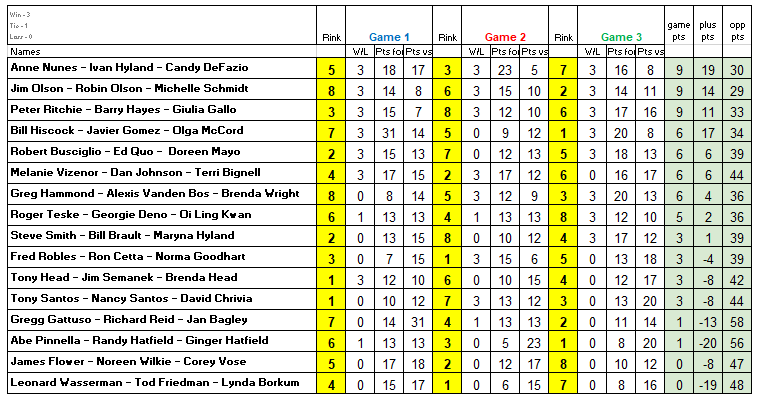 Win - 3
Tie - 1
Loss - 0
Rink Game 1 Rink Game 2 Rink Game 3 game pts plus pts opp pts
Names W/L Pts for Pts vs W/L Pts for Pts vs W/L Pts for Pts vs
Anne Nunes - Ivan Hyland - Candy DeFazio 5 3 18 17 3 3 23 5 7 3 16 8 9 19 30
Jim Olson - Robin Olson - Michelle Schmidt 8 3 14 8 6 3 15 10 2 3 14 11 9 14 29
Peter Ritchie - Barry Hayes - Giulia Gallo 3 3 15 7 8 3 12 10 6 3 17 16 9 11 33
Bill Hiscock - Javier Gomez - Olga McCord 7 3 31 14 5 0 9 12 1 3 20 8 6 17 34
Robert Busciglio - Ed Quo - Doreen Mayo 2 3 15 13 7 0 12 13 5 3 18 13 6 6 39
Melanie Vizenor - Dan Johnson - Terri Bignell 4 3 17 15 2 3 17 12 6 0 16 17 6 6 44
Greg Hammond - Alexis Vanden Bos - Brenda Wright 8 0 8 14 5 3 12 9 3 3 20 13 6 4 36
Roger Teske - Georgie Deno - Oi Ling Kwan 6 1 13 13 4 1 13 13 8 3 12 10 5 2 36
Steve Smith - Bill Brault - Maryna Hyland 2 0 13 15 8 0 10 12 4 3 17 12 3 1 39
Fred Robles - Ron Cetta - Norma Goodhart 3 0 7 15 1 3 15 6 5 0 13 18 3 -4 39
Tony Head - Jim Semanek - Brenda Head 1 3 12 10 6 0 10 15 4 0 12 17 3 -8 42
Tony Santos - Nancy Santos - David Chrivia 1 0 10 12 7 3 13 12 3 0 13 20 3 -8 44
Gregg Gattuso - Richard Reid - Jan Bagley 7 0 14 31 4 1 13 13 2 0 11 14 1 -13 58
Abe Pinnella - Randy Hatfield - Ginger Hatfield 6 1 13 13 3 0 5 23 1 0 8 20 1 -20 56
James Flower - Noreen Wilkie - Corey Vose 5 0 17 18 2 0 12 17 8 0 10 12 0 -8 47
Leonard Wasserman - Tod Friedman - Lynda Borkum 4 0 15 17 1 0 6 15 7 0 8 16 0 -19 48